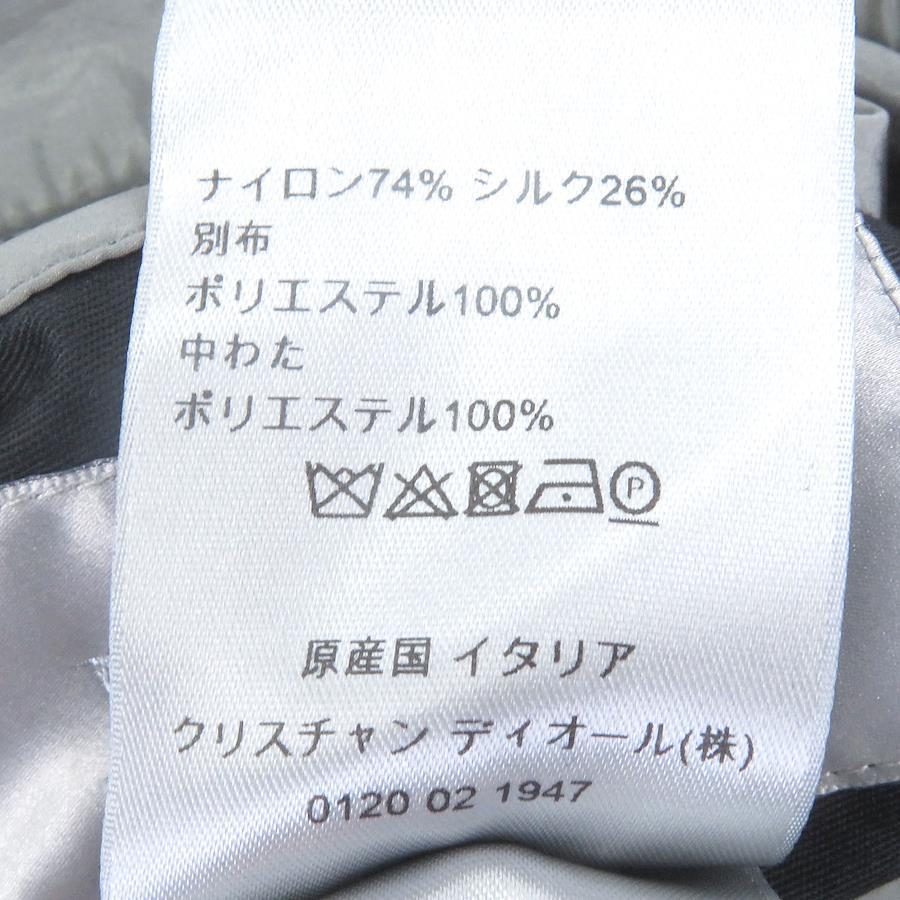 ナイロン74% シルク26%
別布
ポリエステル100%
中わた
ポリエステル100%
P
原産国 イタリア
クリスチャン ディオール(株)
0120 02 1947